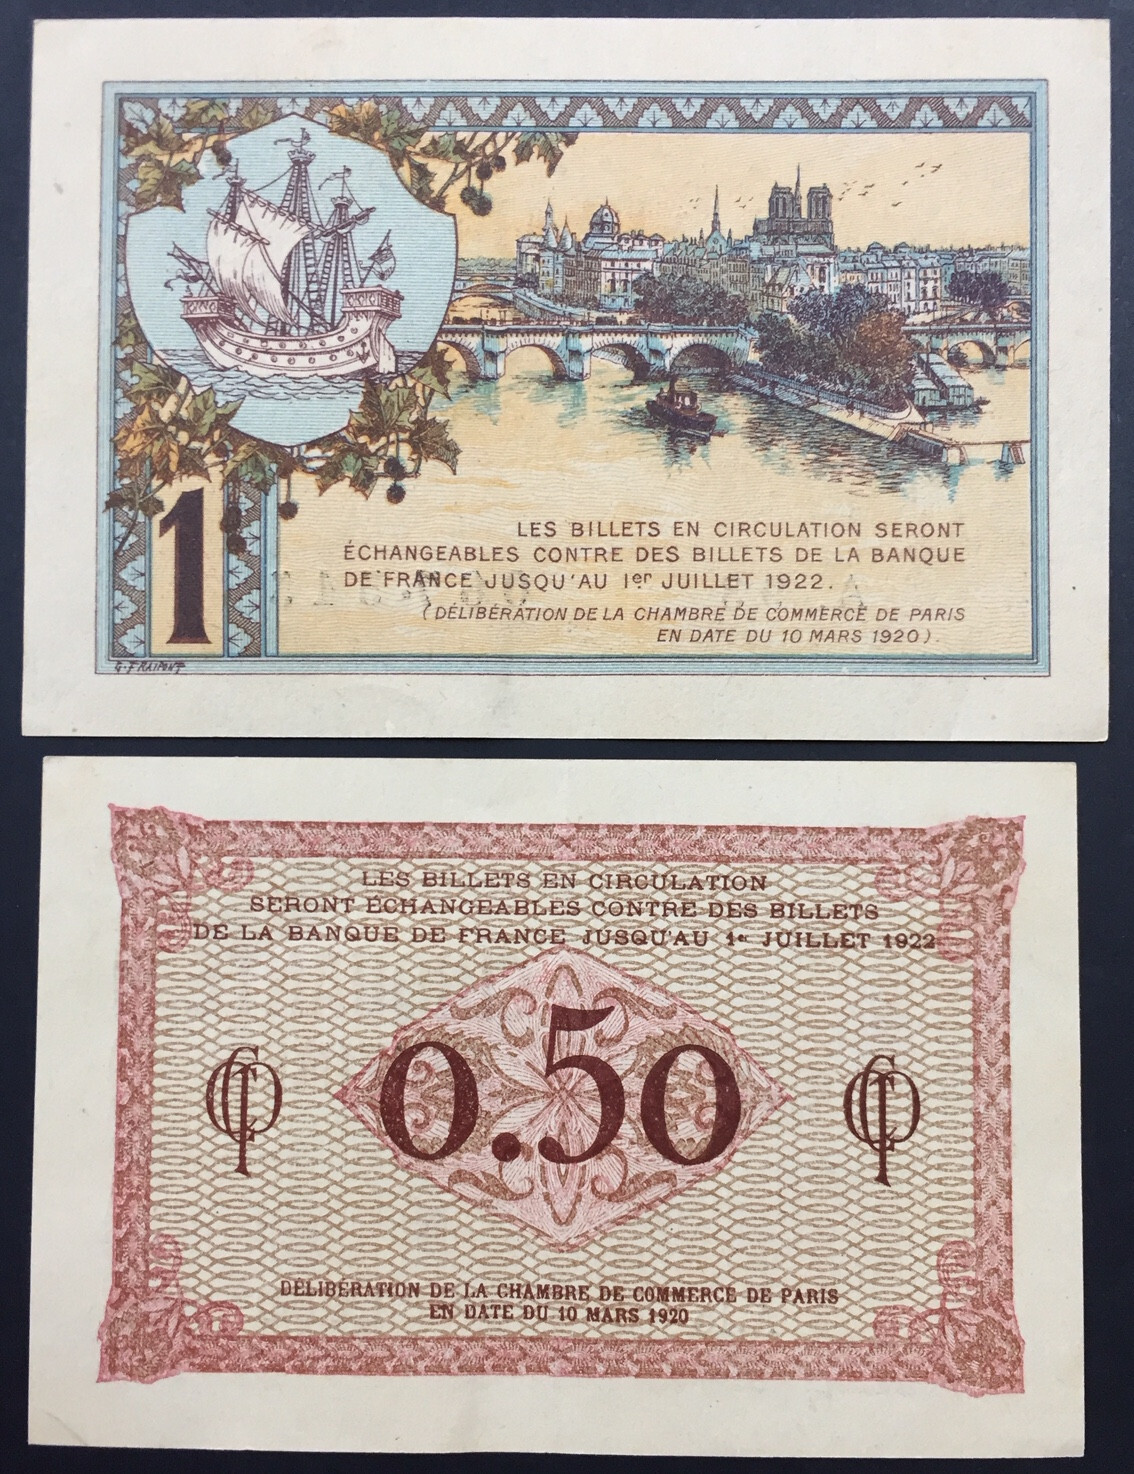 LES BILLETS EN CIRCULATION SERONT
ÉCHANGEABLES CONTRE DES BILLETS DE LA BANQUE
DE FRANCE JUSQU'AU 1er JUILLET 1922.
(DÉLIBÉRATION DE LA CHAMBRE DE COMMERCE DE PARIS
EN DATE DU 10 MARS 1920).
1
G. FRAIPONT
LES BILLETS EN CIRCULATION
SERONT ÉCHANGEABLES CONTRE DES BILLETS
DE LA BANQUE DE FRANCE JUSQU'AU 1er JUILLET 1922
0.50
DÉLIBÉRATION DE LA CHAMBRE DE COMMERCE DE PARIS
EN DATE DU 10 MARS 1920